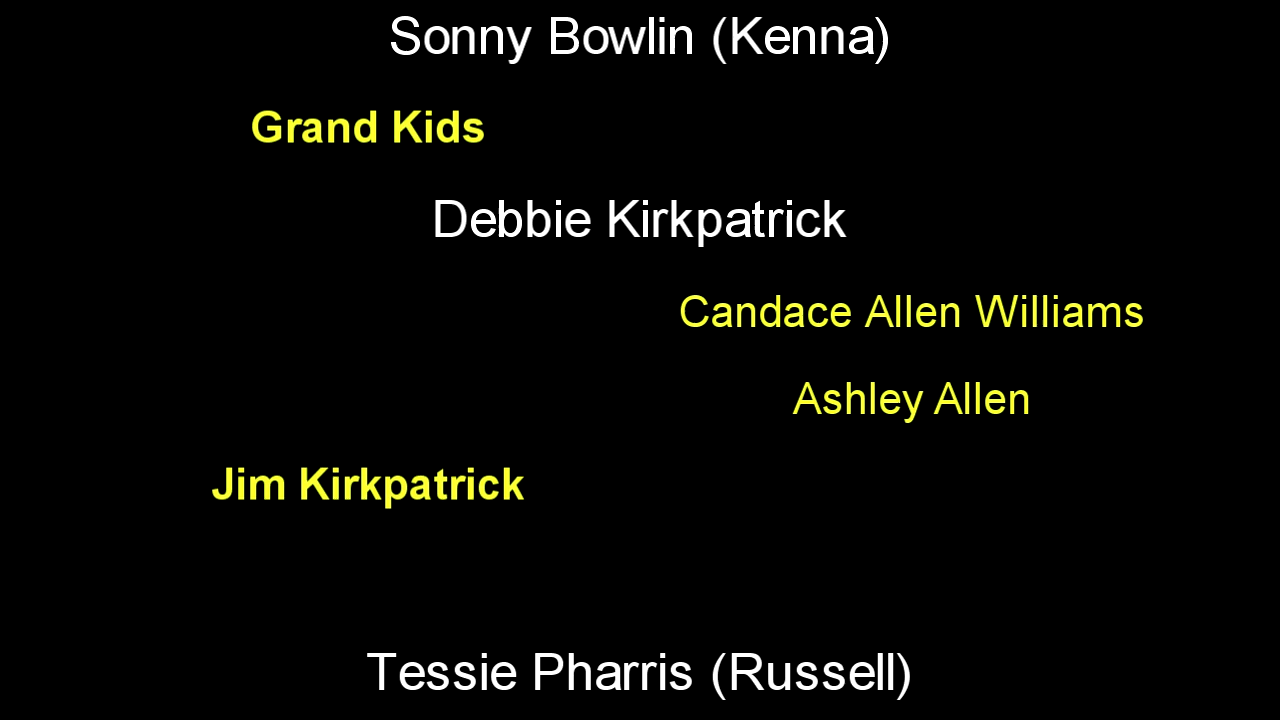 Sonny Bowlin (Kenna)
Grand Kids
Debbie Kirkpatrick
Candace Allen Williams
Ashley Allen
Jim Kirkpatrick
Tessie Pharris (Russell)